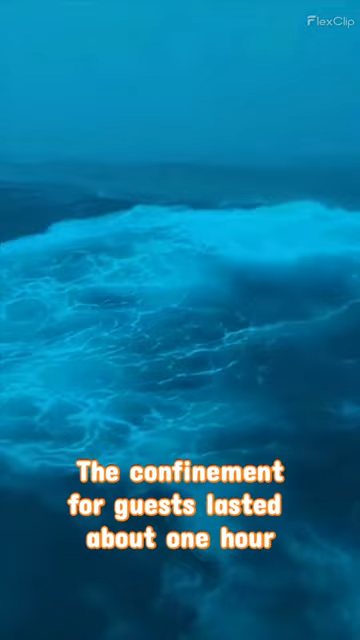 FlexClip
The confinement
for guests lasted
about one hour